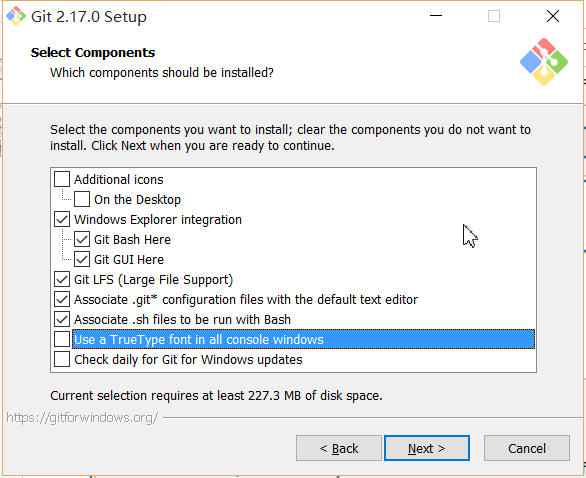 Git 2.17.0 Setup
Select Components
Which components should be installed?
Select the components you want to install; clear the components you do not want to
install. Click Next when you are ready to continue.
Additional icons
On the Desktop
Windows Explorer integration
Git Bash Here
Git GUI Here
Git LFS (Large File Support)
Associate .git* configuration files with the default text editor
Associate .sh files to be run with Bash
Use a TrueType font in all console windows
Check daily for Git for Windows updates
Current selection requires at least 227.3 MB of disk space.
https://gitforwindows.org/
< Back
Next >
Cancel